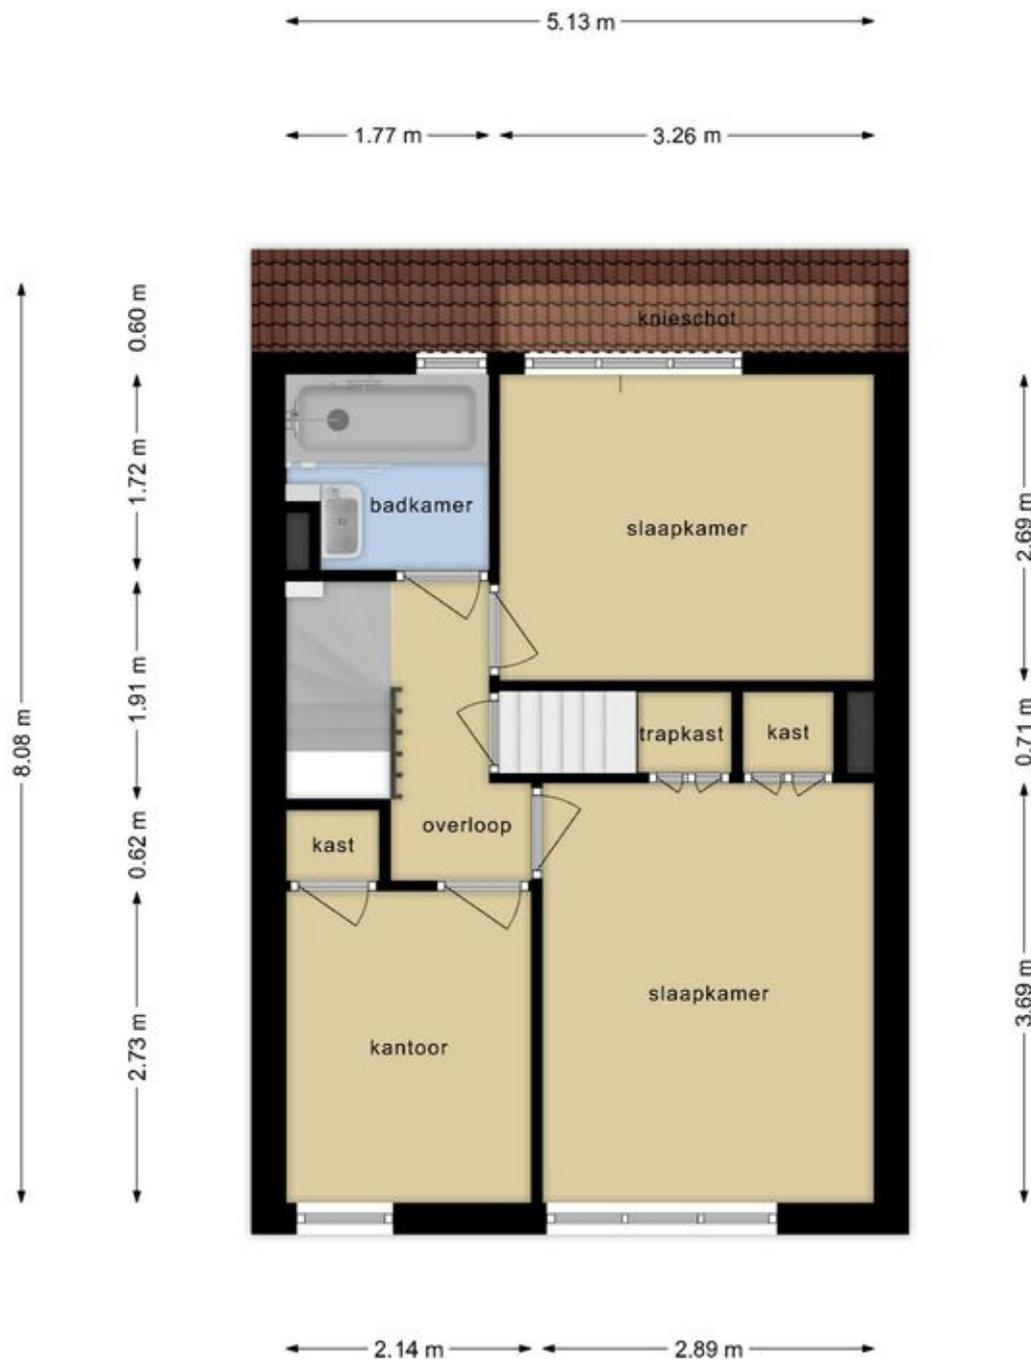 5.13 m
1.77 m
3.26 m
knieschot
0.60 m
1.72 m
1.91 m
0.62 m
2.73 m
8.08 m
badkamer
slaapkamer
2.69 m
trapkast
kast
0.71 m
overloop
kast
slaapkamer
kantoor
3.69 m
2.14 m
2.89 m